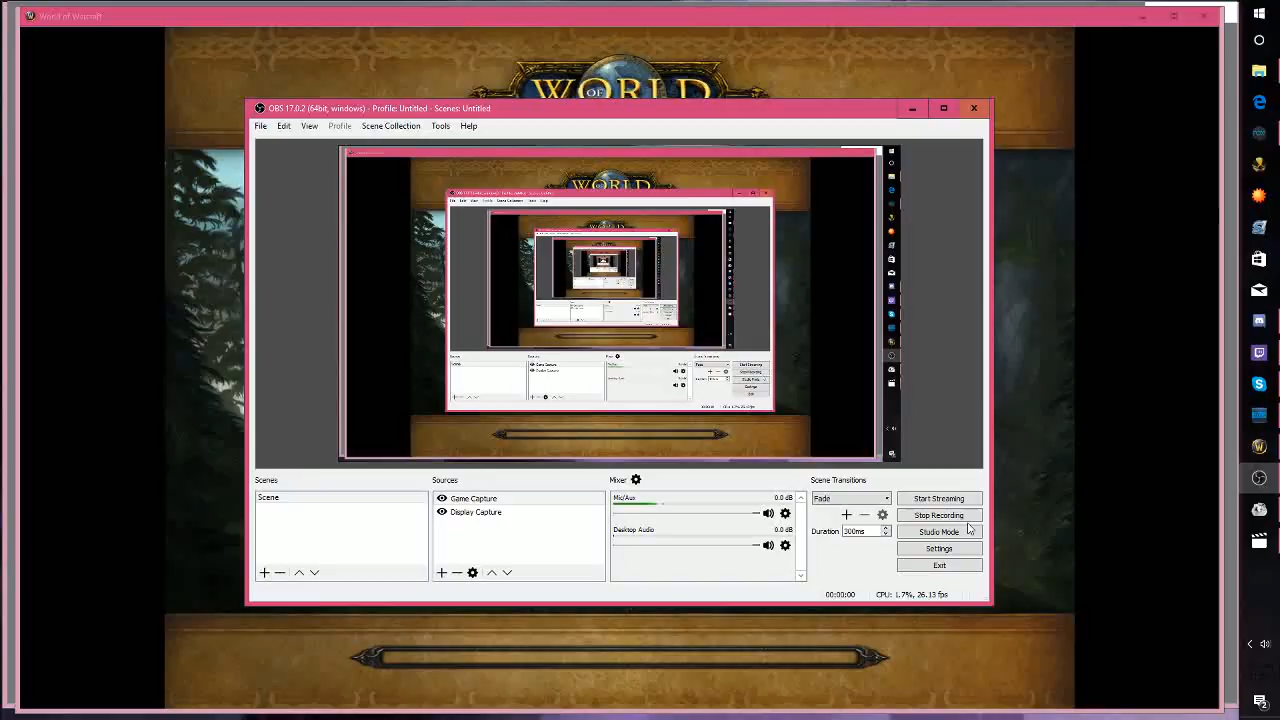 World of Warcraft
WORLD
OF
OBS 17.0.2 (64bit, windows) - Profile: Untitled - Scenes: Untitled
File Edit View Profile Scene Collection Tools Help
WORLD
Scenes Sources Mixer Scene Transitions
Scene
Game Capture
Display Capture
Mic/Aux 0.0 dB
Desktop Audio 0.0 dB
Fade
Duration 300ms
Start Streaming
Stop Recording
Studio Mode
Settings
Exit
00:00:00 CPU: 1.7%, 26.13 fps